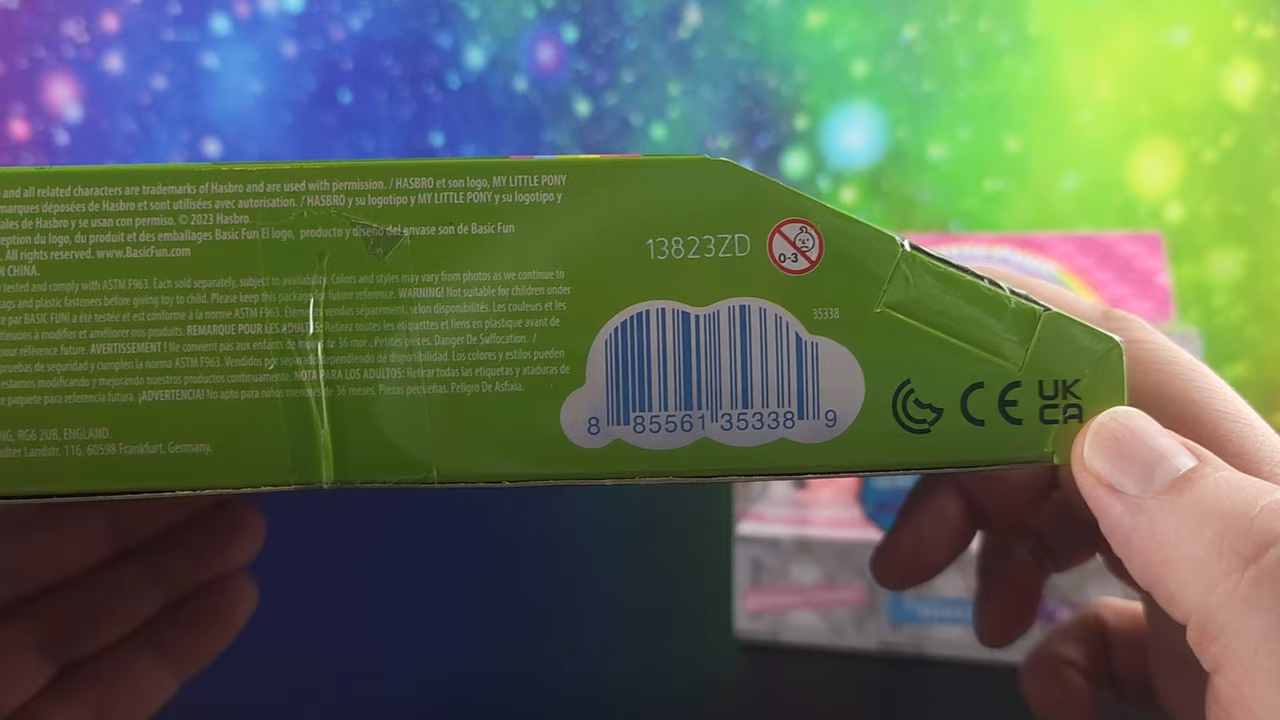 and all related characters are trademarks of Hasbro and are used with permission. / HASBRO et son logo, MY LITTLE PONY
marques déposées de Hasbro et sont utilisées avec autorisation. / HASBRO y su logotipo y MY LITTLE PONY y su logotipo y
ales de Hasbro y se usan con permiso. © 2023 Hasbro.
eption du logo, du produit et des emballages Basic Fun El logo, producto y diseño del envase son de Basic Fun
. All rights reserved. www.BasicFun.com
N CHINA.
tested and comply with ASTM F963. Each sold separately, subject to availability. Colors and styles may vary from photos as we continue to
ags and plastic fasteners before giving toy to child. Please keep this package for future reference. WARNING! Not suitable for children under
e par BASIC FUN! a été testée et est conforme à la norme ASTM F963. Élément vendus séparément, selon disponibilités. Les couleurs et les
tinuons à modifier et améliorer nos produits. REMARQUE POUR LES ADULTES: Retirez toutes les étiquettes et liens en plastique avant de
pour référence future. AVERTISSEMENT ! Ne convient pas aux enfants de moins de 36 mois. Petites pièces. Danger De Suffocation. /
pruebas de seguridad y cumplen la norma ASTM F963. Vendidos por separado dependiendo de disponibilidad. Los colores y estilos pueden
estamos modificando y mejorando nuestros productos continuamente. NOTA PARA LOS ADULTOS: Retirar todas las etiquetas y ataduras de
e paquete para referencia futura. ¡ADVERTENCIA! No apto para niños menores de 36 meses. Piezas pequeñas. Peligro De Asfixia.
NG, RG6 2UB, ENGLAND.
dter Landstr. 116, 60598 Frankfurt, Germany.
13823ZD
0-3
35338
8 85561 35338 9
CE
UK
CA